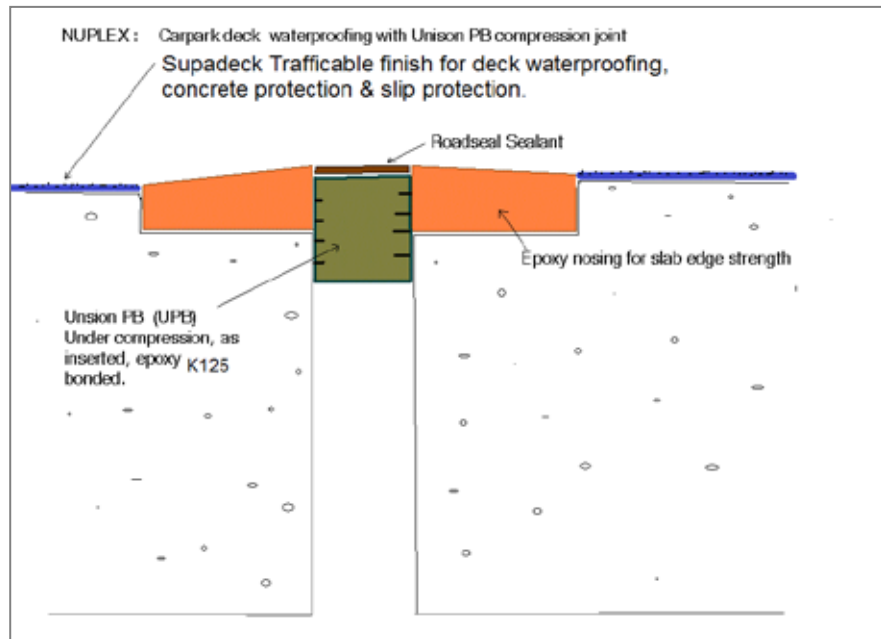 NUPLEX: Carpark deck waterproofing with Unison PB compression joint
Supadeck Trafficable finish for deck waterproofing,
concrete protection & slip protection.
Roadseal Sealant
Epoxy nosing for slab edge strength
Unsion PB (UPB)
Under compression, as
inserted, epoxy K125
bonded.